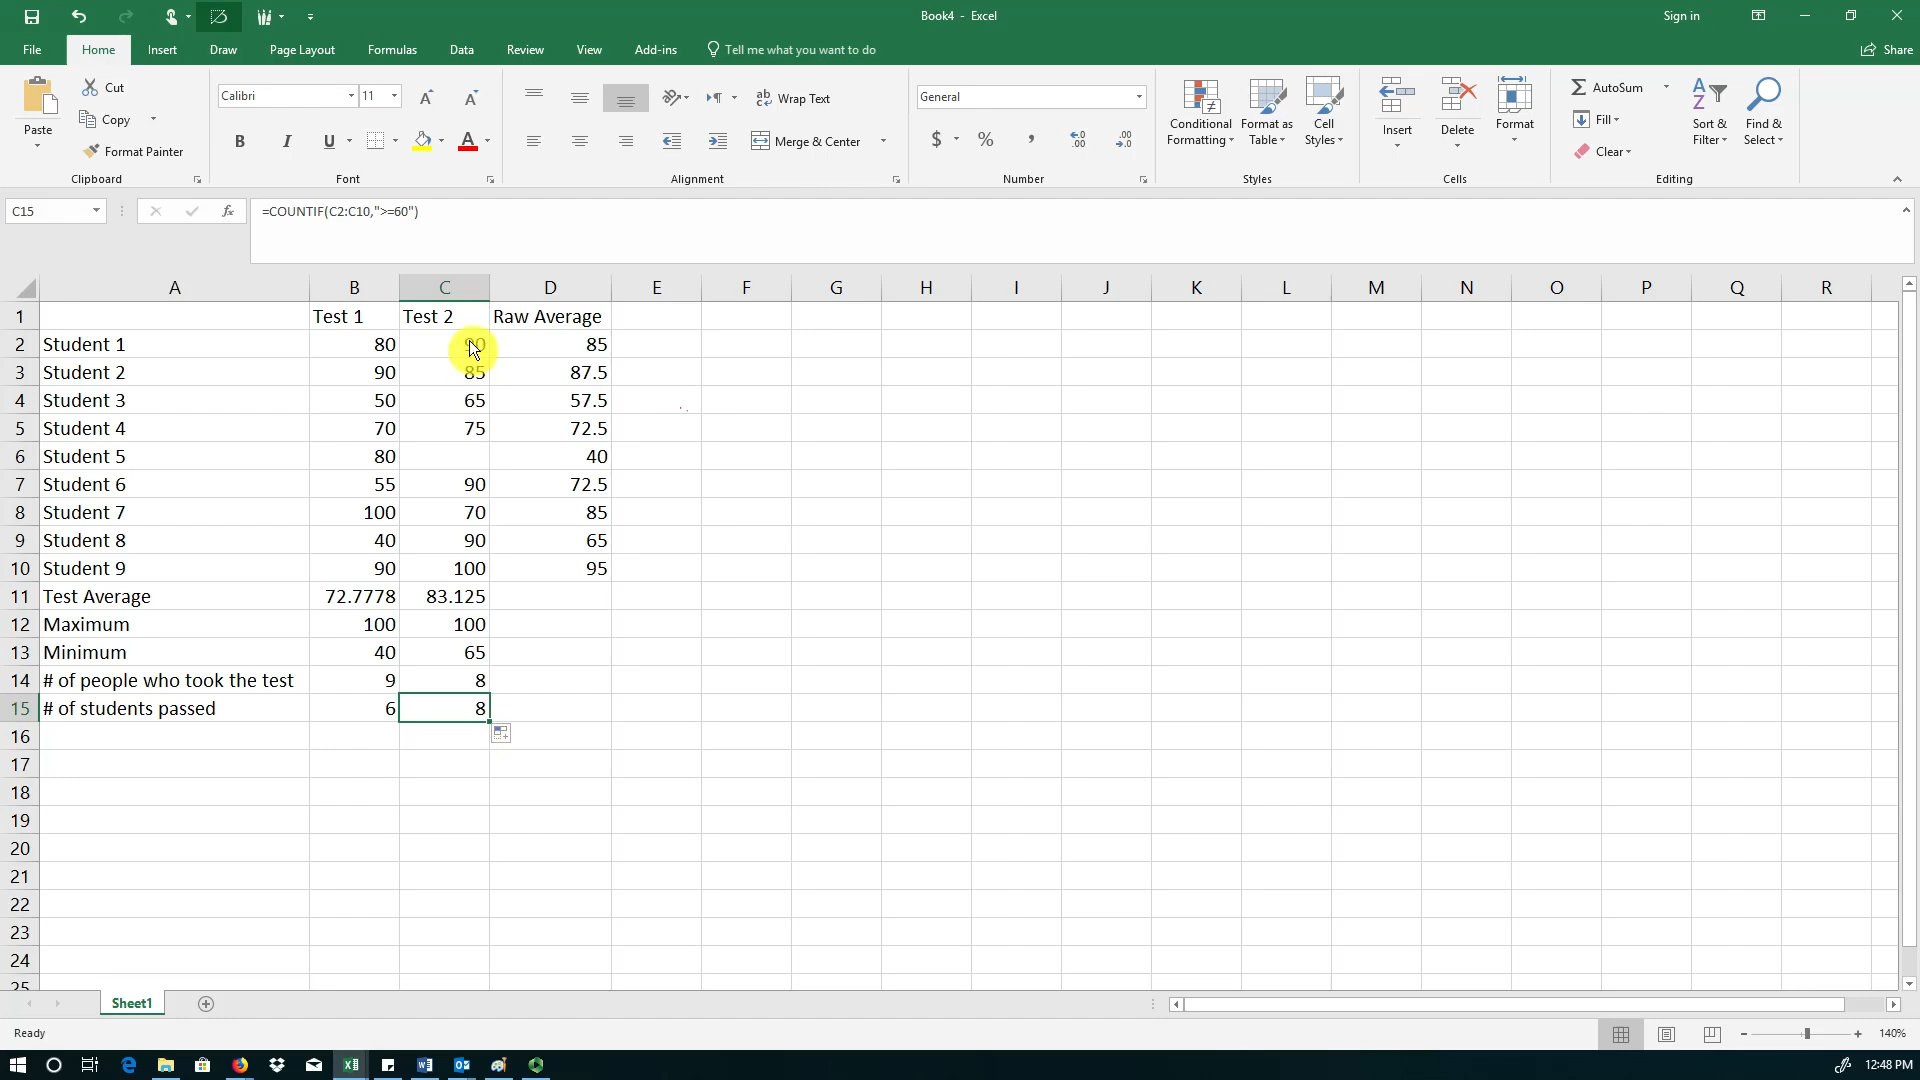 Book4 - Excel
Sign in
File Home Insert Draw Page Layout Formulas Data Review View Add-ins Tell me what you want to do Share
Paste
Cut
Copy
Format Painter
Clipboard
Calibri 11
A A
B I U A
Font
ab Wrap Text
Merge & Center
Alignment
General
$ % , .00
Number
Conditional Formatting
Format as Table
Cell Styles
Styles
Insert Delete Format
Cells
AutoSum
Fill
Clear
Sort & Filter
Find & Select
Editing
C15 fx =COUNTIF(C2:C10,">=60")
A B C D E F G H I J K L M N O P Q R
1 Test 1 Test 2 Raw Average
2 Student 1 80 90 85
3 Student 2 90 85 87.5
4 Student 3 50 65 57.5
5 Student 4 70 75 72.5
6 Student 5 80 40
7 Student 6 55 90 72.5
8 Student 7 100 70 85
9 Student 8 40 90 65
10 Student 9 90 100 95
11 Test Average 72.7778 83.125
12 Maximum 100 100
13 Minimum 40 65
14 # of people who took the test 9 8
15 # of students passed 6 8
16
17
18
19
20
21
22
23
24
25
Sheet1
Ready
140%
12:48 PM